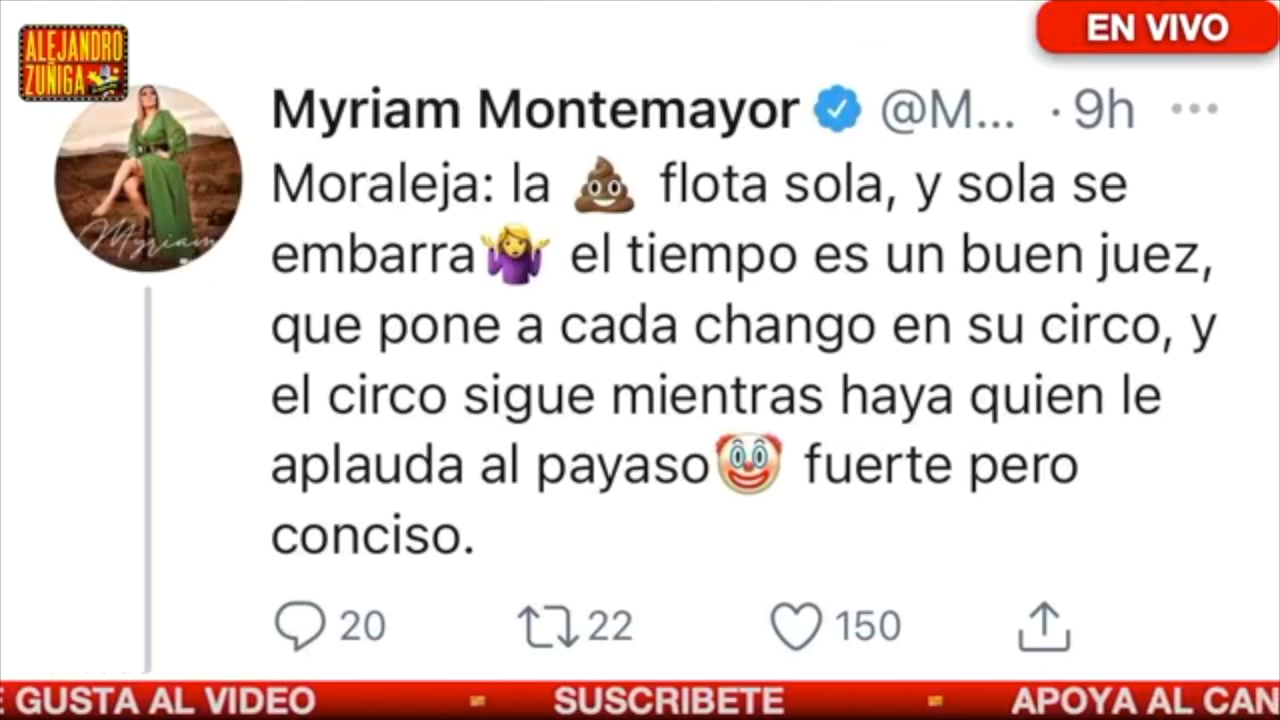 ALEJANDRO
ZUÑIGA
EN VIVO
Myriam Montemayor @M... · 9h ...
Moraleja: la 💩 flota sola, y sola se
embarra🤷‍♀️ el tiempo es un buen juez,
que pone a cada chango en su circo, y
el circo sigue mientras haya quien le
aplauda al payaso🤡 fuerte pero
conciso.
Myriam
20 22 150
E GUSTA AL VIDEO SUSCRIBETE APOYA AL CAN